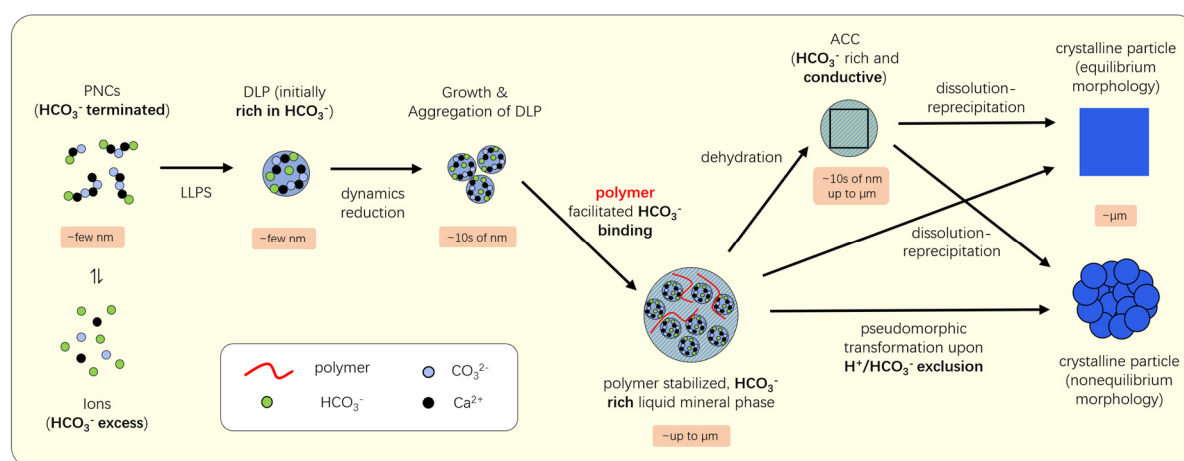 PNCs
(HCO₃⁻ terminated)
~few nm
⇌
Ions
(HCO₃⁻ excess)
LLPS
DLP (initially
rich in HCO₃⁻)
~few nm
dynamics
reduction
Growth &
Aggregation of DLP
~10s of nm
polymer
facilitated HCO₃⁻
binding
polymer stabilized, HCO₃⁻
rich liquid mineral phase
~up to μm
dehydration
ACC
(HCO₃⁻ rich and
conductive)
~10s of nm
up to μm
dissolution-
reprecipitation
dissolution-
reprecipitation
pseudomorphic
transformation upon
H⁺/HCO₃⁻ exclusion
crystalline particle
(equilibrium
morphology)
~μm
crystalline particle
(nonequilibrium
morphology)
polymer
CO₃²⁻
HCO₃⁻
Ca²⁺